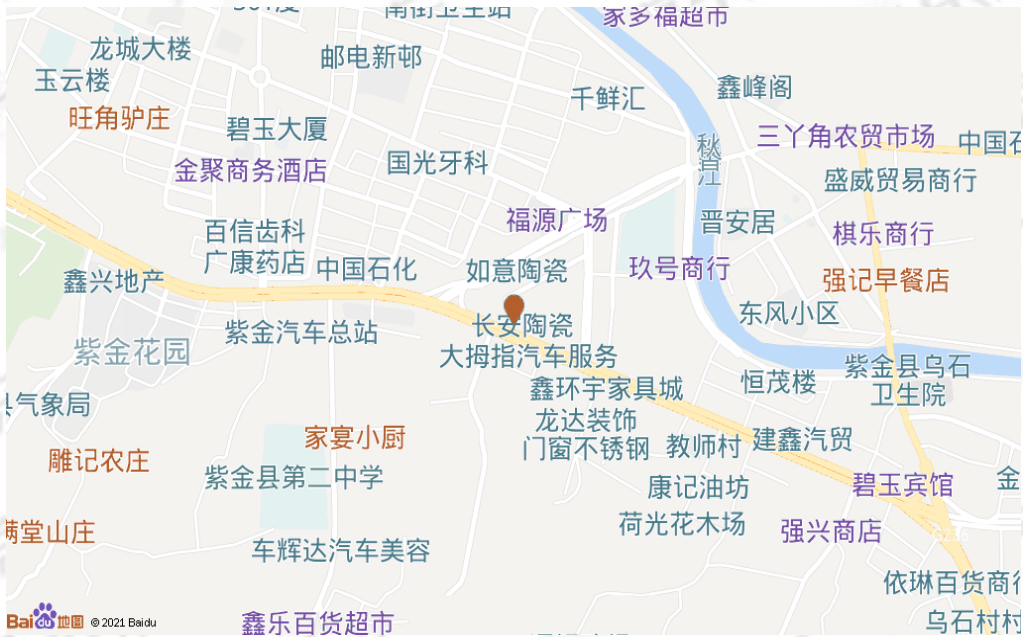 南街卫生站
家多福超市
龙城大楼
邮电新邨
玉云楼
千鲜汇
鑫峰阁
旺角驴庄
碧玉大厦
三丫角农贸市场
中国石
秋香江
金聚商务酒店
国光牙科
盛威贸易商行
百信齿科
福源广场
晋安居
棋乐商行
广康药店
中国石化
如意陶瓷
玖号商行
鑫兴地产
强记早餐店
长安陶瓷
东风小区
紫金汽车总站
紫金花园
大拇指汽车服务
紫金县乌石
卫生院
鑫环宇家具城
恒茂楼
县气象局
龙达装饰
家宴小厨
门窗不锈钢
教师村
建鑫汽贸
雕记农庄
紫金县第二中学
康记油坊
碧玉宾馆
金
满堂山庄
荷光花木场
强兴商店
G236
车辉达汽车美容
依琳百货商行
鑫乐百货超市
乌石村村
Bai du 地图 © 2021 Baidu